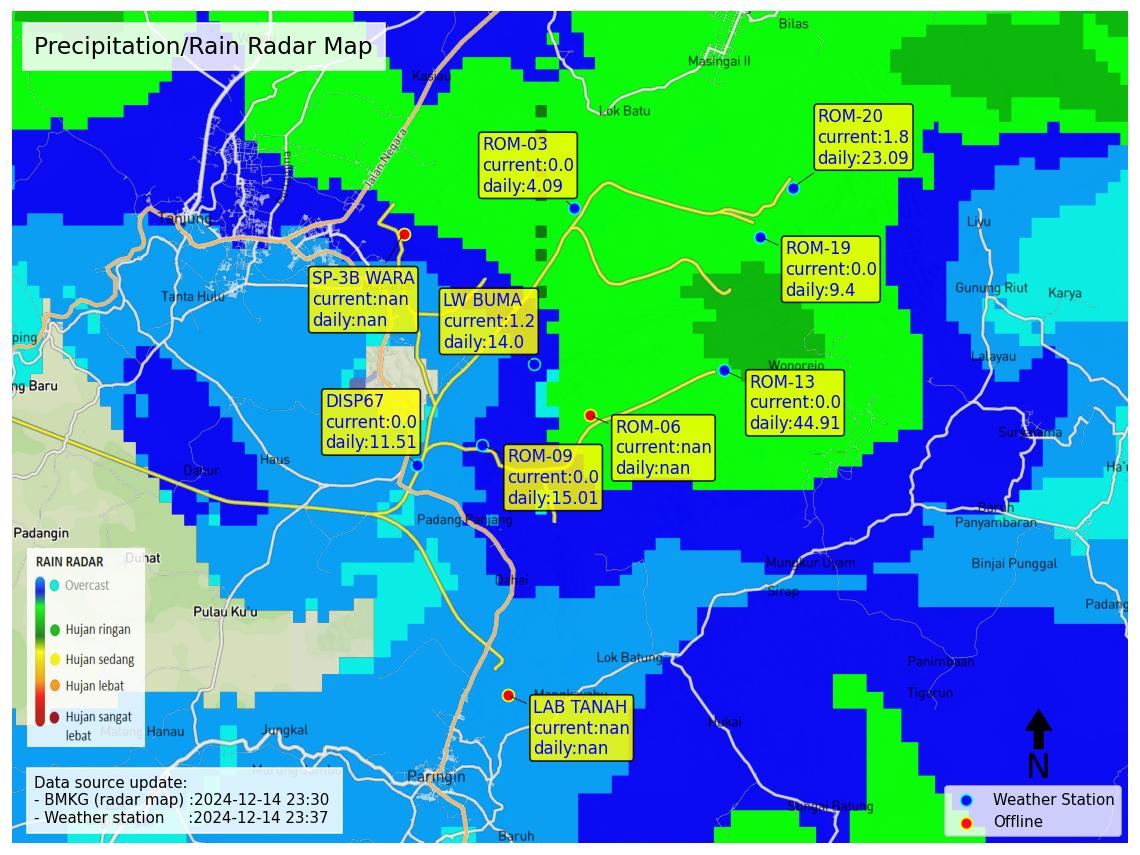 Precipitation/Rain Radar Map
Bilas
Masingai II
Kasiau
Lok Batu
Jalan Negara
ROM-20
current:1.8
daily:23.09
ROM-03
current:0.0
daily:4.09
Tanjung
Liyu
ROM-19
current:0.0
daily:9.4
SP-3B WARA
current:nan
daily:nan
LW BUMA
current:1.2
daily:14.0
Tanta Hulu
Gunung Riut
Karya
ping
Lalayau
Wonorejo
ng Baru
ROM-13
current:0.0
daily:44.91
DISP67
current:0.0
daily:11.51
ROM-06
current:nan
daily:nan
Suryatama
ROM-09
current:0.0
daily:15.01
Haus
Dahur
Ha'u
Padang Panjang
Baruh
Panyambaran
Padangin
Duhat
Mungkur Uyam
Binjai Punggal
Dahai
Sirap
Padang
Pulau Ku'u
RAIN RADAR
Overcast
Hujan ringan
Hujan sedang
Hujan lebat
Hujan sangat
lebat
Lok Batung
Panimbaan
Tigarun
Mangkayahu
LAB TANAH
current:nan
daily:nan
Hukai
Matang Hanau
Jungkal
Murung Jambu
Paringin
N
Data source update:
- BMKG (radar map) :2024-12-14 23:30
- Weather station :2024-12-14 23:37
Sungai Batung
Weather Station
Offline
Baruh